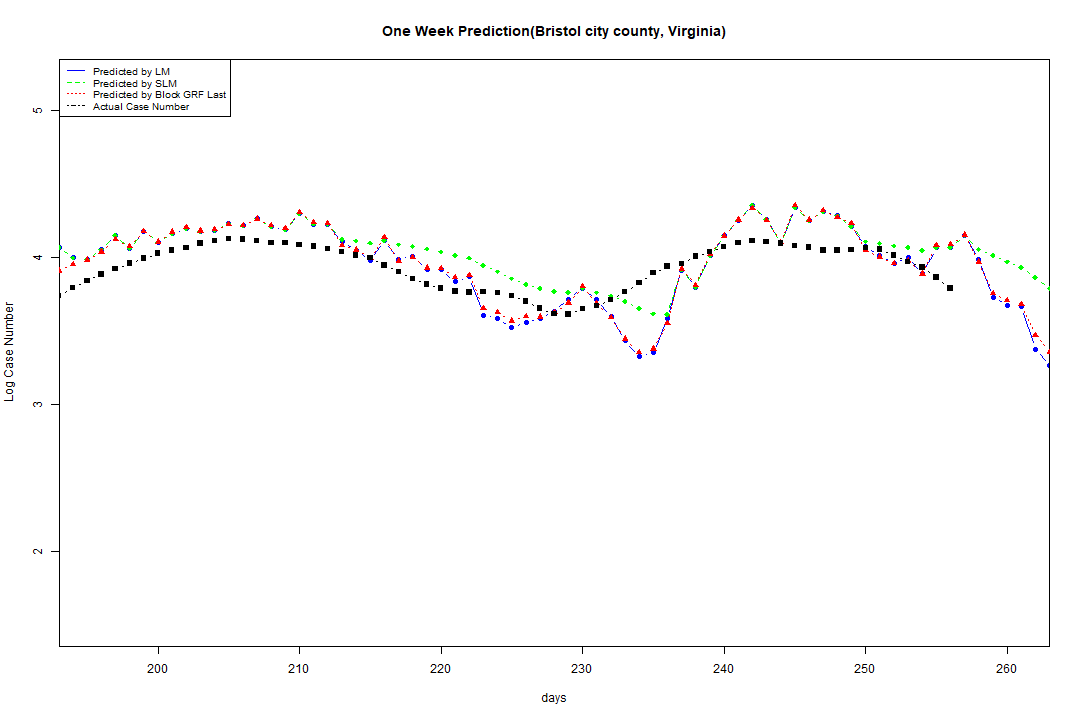 One Week Prediction(Bristol city county, Virginia)
Predicted by LM
Predicted by SLM
Predicted by Block GRF Last
Actual Case Number
5
4
3
2
Log Case Number
200 210 220 230 240 250 260
days